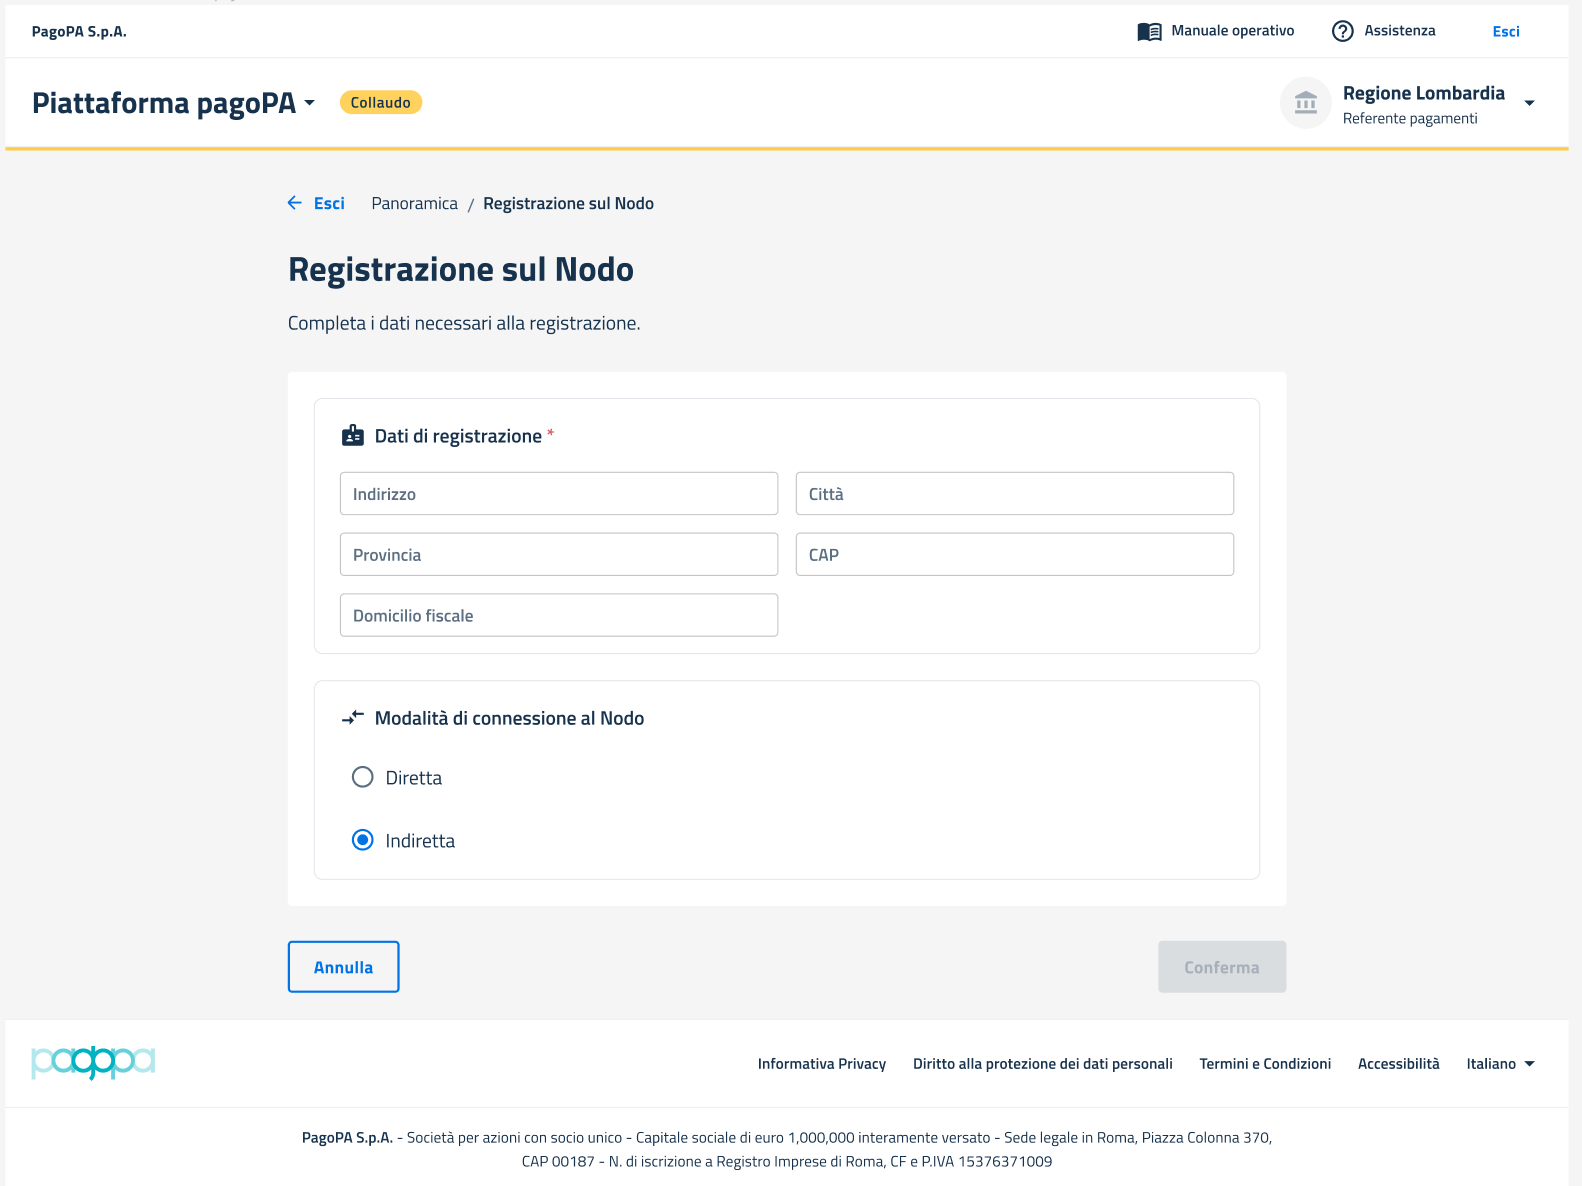 PagoPA S.p.A.
Manuale operativo
Assistenza
Esci
Piattaforma pagoPA
Collaudo
Regione Lombardia
Referente pagamenti
Esci
Panoramica / Registrazione sul Nodo
Registrazione sul Nodo
Completa i dati necessari alla registrazione.
Dati di registrazione *
Indirizzo
Città
Provincia
CAP
Domicilio fiscale
Modalità di connessione al Nodo
Diretta
Indiretta
Annulla
Conferma
pagopa
Informativa Privacy
Diritto alla protezione dei dati personali
Termini e Condizioni
Accessibilità
Italiano
PagoPA S.p.A. - Società per azioni con socio unico - Capitale sociale di euro 1,000,000 interamente versato - Sede legale in Roma, Piazza Colonna 370,
CAP 00187 - N. di iscrizione a Registro Imprese di Roma, CF e P.IVA 15376371009